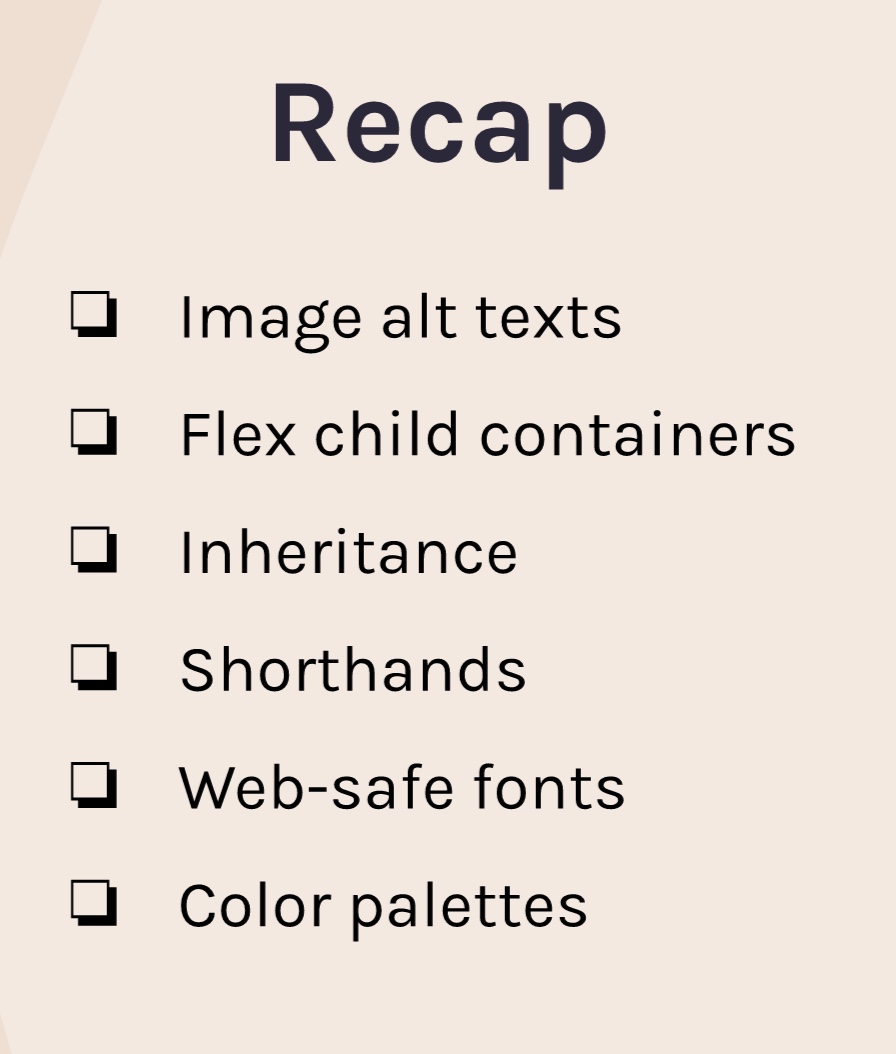 Recap
❏ Image alt texts
❏ Flex child containers
❏ Inheritance
❏ Shorthands
❏ Web-safe fonts
❏ Color palettes